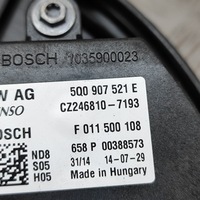 BOSCH 7035900023
W AG 5Q0 907 521 E
NSO CZ246810-7193
OSCH F 011 500 108
658 P 00388573
ND8 31/14 14-07-29
S05 Made in Hungary
H05